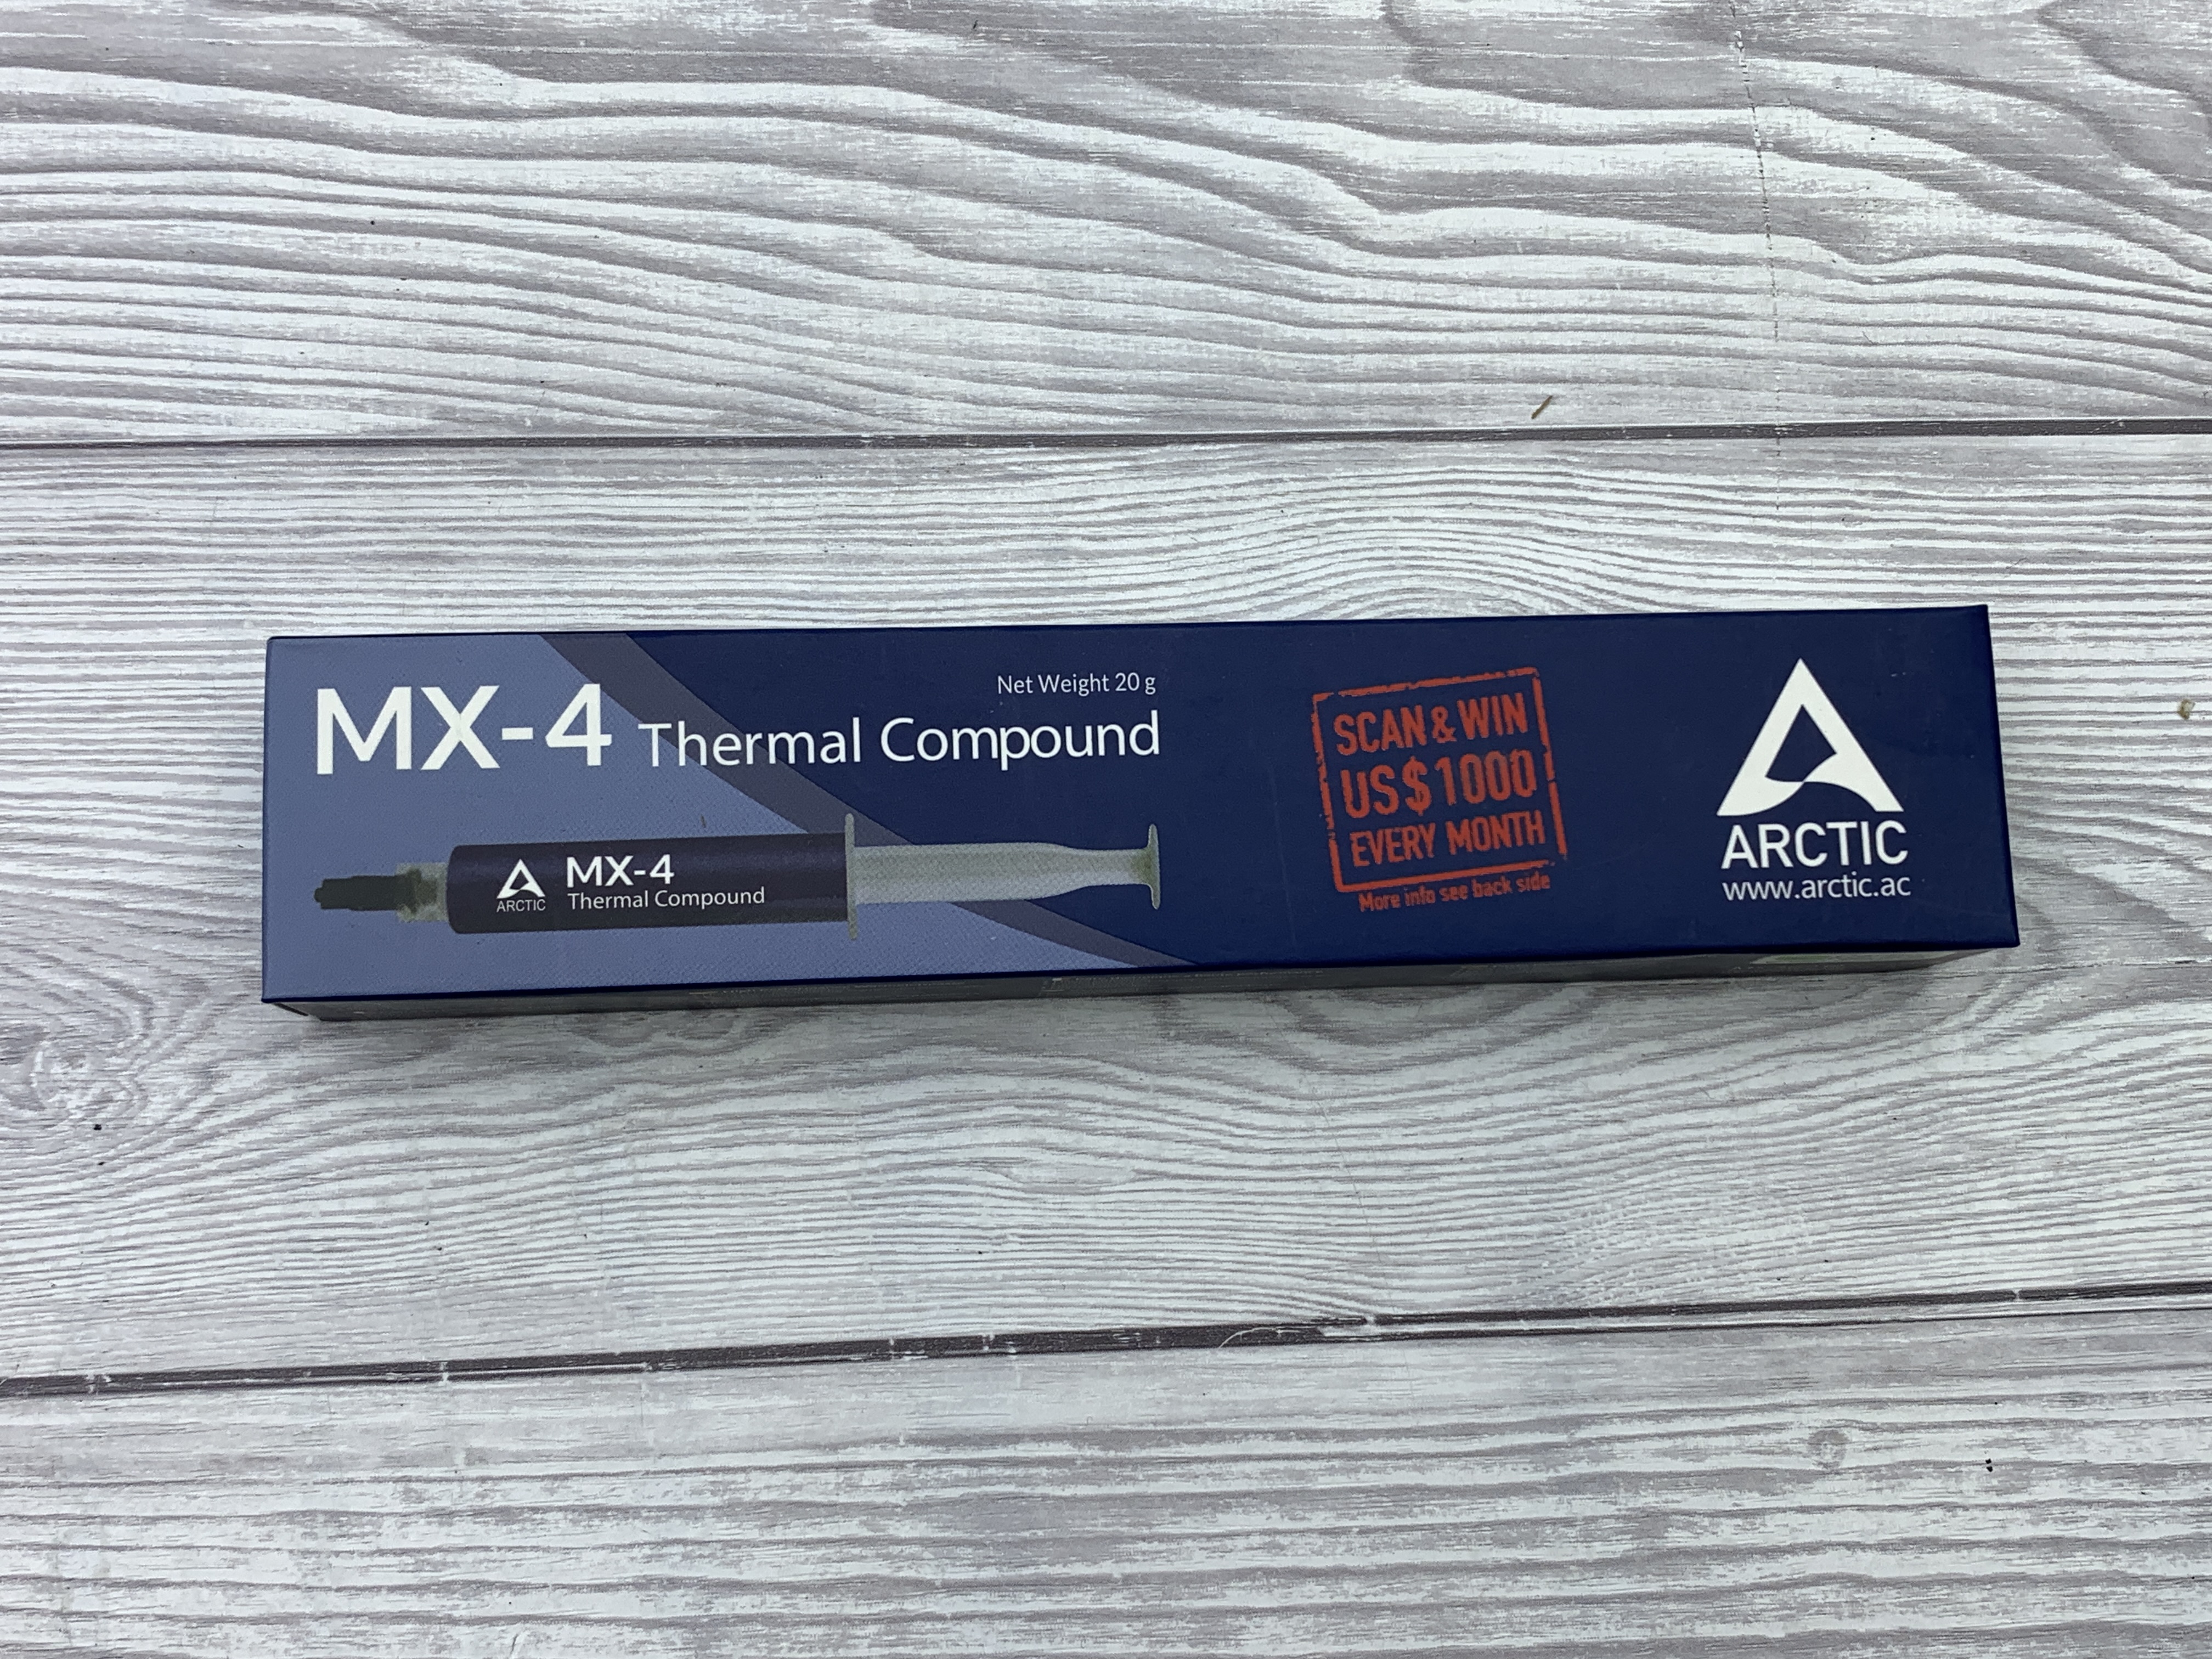 Net Weight 20 g
MX-4 Thermal Compound
ARCTIC
MX-4
Thermal Compound
SCAN & WIN
US$1000
EVERY MONTH
More info see back side
ARCTIC
www.arctic.ac